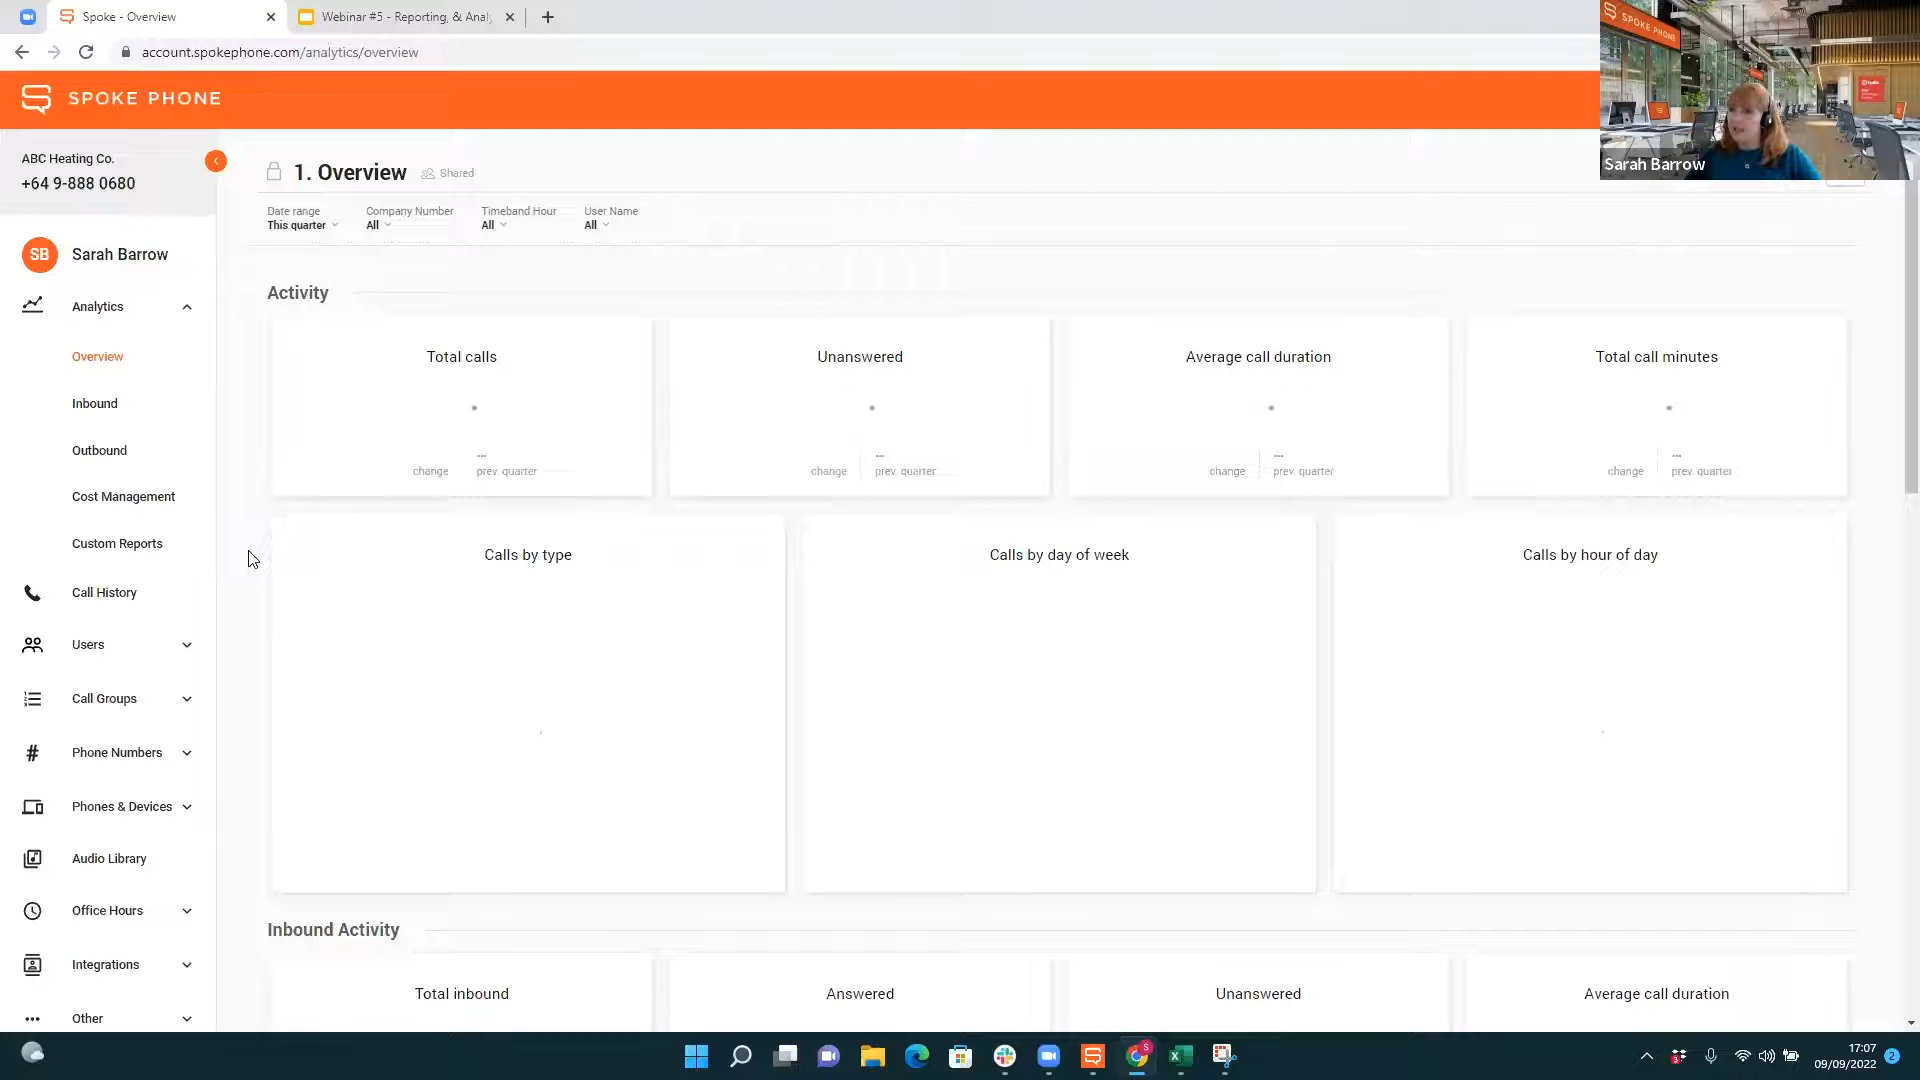 Spoke - Overview
Webinar #5 - Reporting, & Anal
account.spokephone.com/analytics/overview
SPOKE PHONE
SPOKE PHONE
Sarah Barrow
ABC Heating Co.
+64 9-888 0680
SB
Sarah Barrow
Analytics
Overview
Inbound
Outbound
Cost Management
Custom Reports
Call History
Users
Call Groups
Phone Numbers
Phones & Devices
Audio Library
Office Hours
Integrations
Other
1. Overview
Shared
Date range
This quarter
Company Number
All
Timeband Hour
All
User Name
All
Activity
Total calls
Unanswered
Average call duration
Total call minutes
--
change
prev. quarter
--
change
prev. quarter
--
change
prev. quarter
--
change
prev. quarter
Calls by type
Calls by day of week
Calls by hour of day
Inbound Activity
Total inbound
Answered
Unanswered
Average call duration
17:07
09/09/2022
2